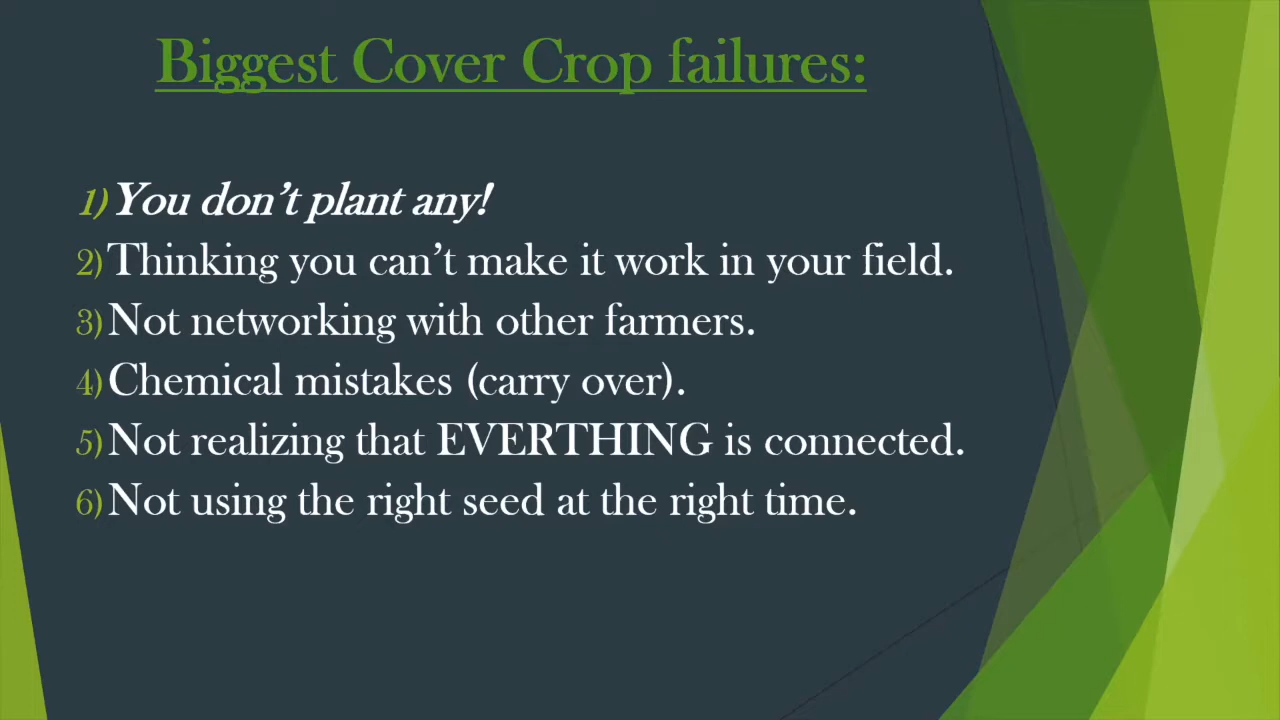 Biggest Cover Crop failures:
1) You don't plant any!
2) Thinking you can't make it work in your field.
3) Not networking with other farmers.
4) Chemical mistakes (carry over).
5) Not realizing that EVERTHING is connected.
6) Not using the right seed at the right time.